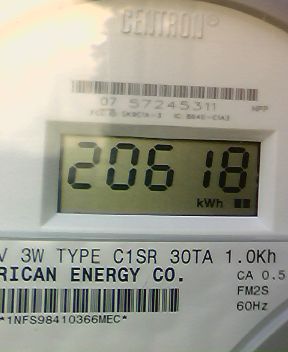 CENTRON®
07 57245311 NPP
20618
kWh
V 3W TYPE C1SR 30TA 1.0Kh
RICAN ENERGY CO. CA 0.5
FM2S
60Hz
*1NFS98410366MEC*